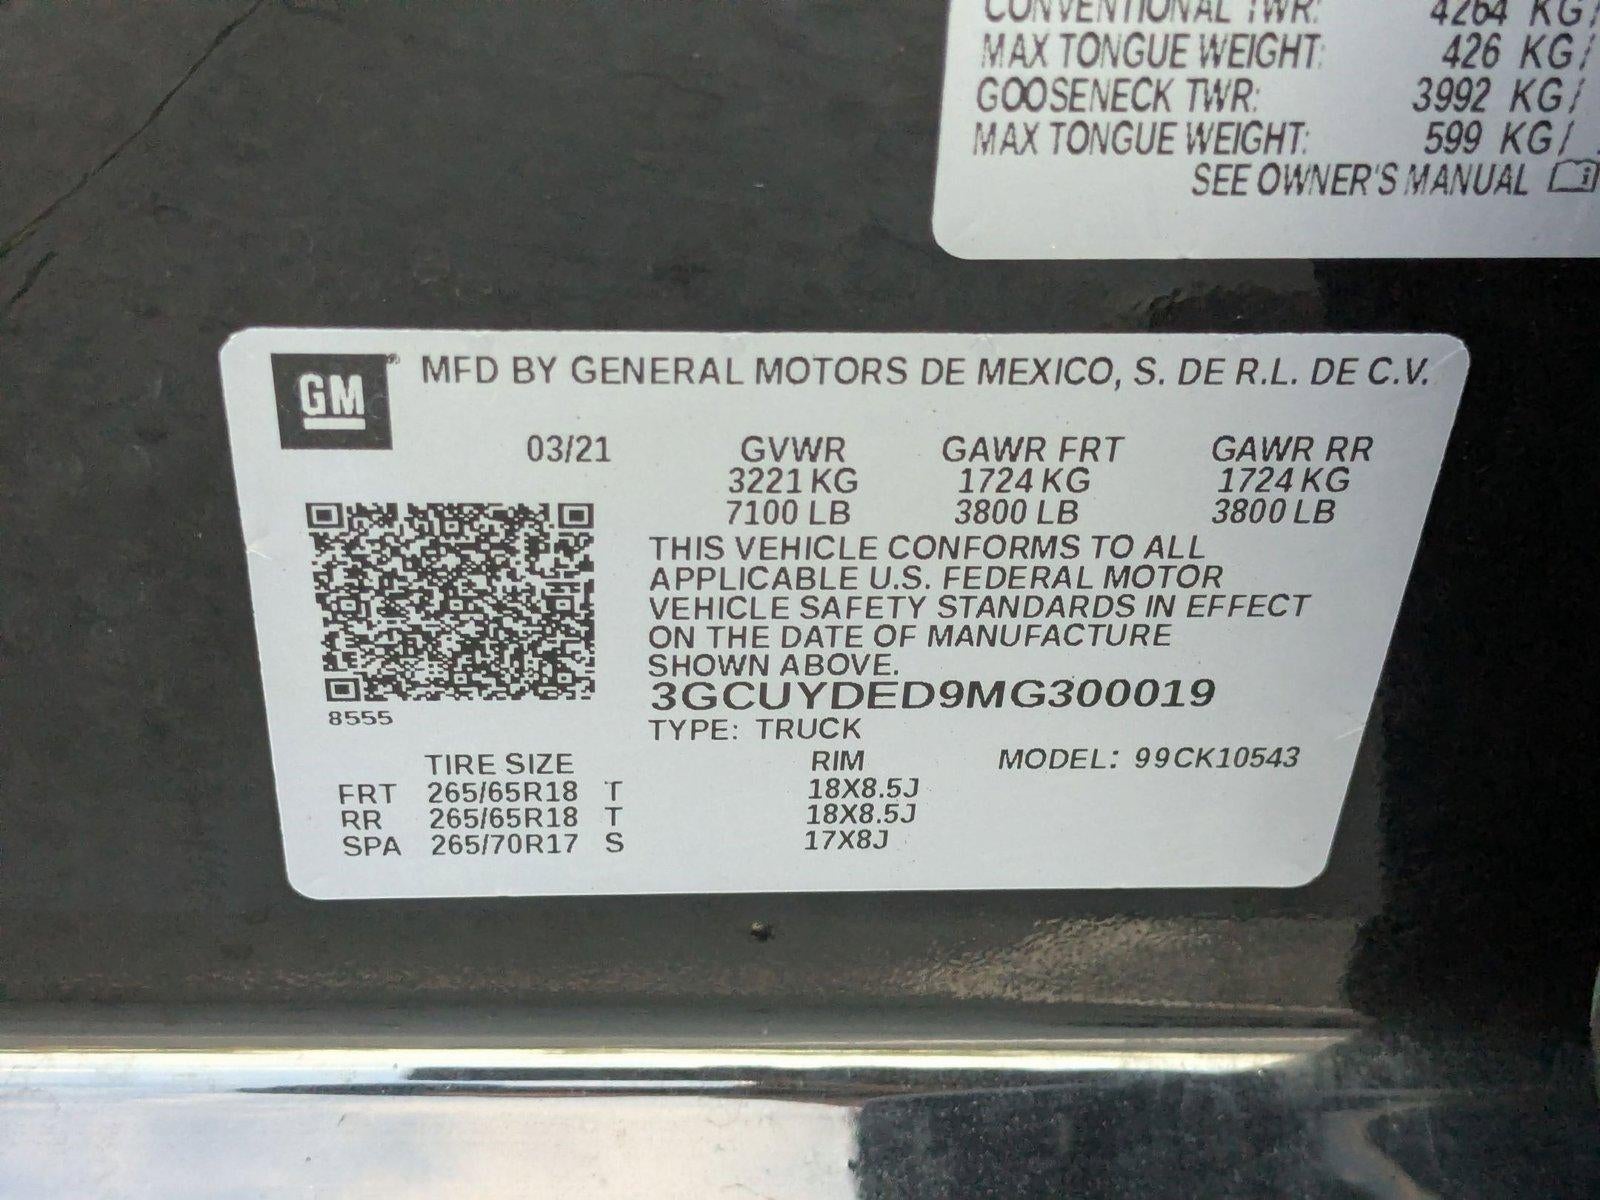 CONVENTIONAL TWR: 4264 KG/
MAX TONGUE WEIGHT: 426 KG/
GOOSENECK TWR: 3992 KG/
MAX TONGUE WEIGHT: 599 KG/
SEE OWNER'S MANUAL
GM® MFD BY GENERAL MOTORS DE MEXICO, S. DE R.L. DE C.V.
03/21 GVWR GAWR FRT GAWR RR
3221 KG 1724 KG 1724 KG
7100 LB 3800 LB 3800 LB
THIS VEHICLE CONFORMS TO ALL
APPLICABLE U.S. FEDERAL MOTOR
VEHICLE SAFETY STANDARDS IN EFFECT
ON THE DATE OF MANUFACTURE
SHOWN ABOVE.
3GCUYDED9MG300019
8555
TYPE: TRUCK
TIRE SIZE RIM MODEL: 99CK10543
FRT 265/65R18 T 18X8.5J
RR 265/65R18 T 18X8.5J
SPA 265/70R17 S 17X8J